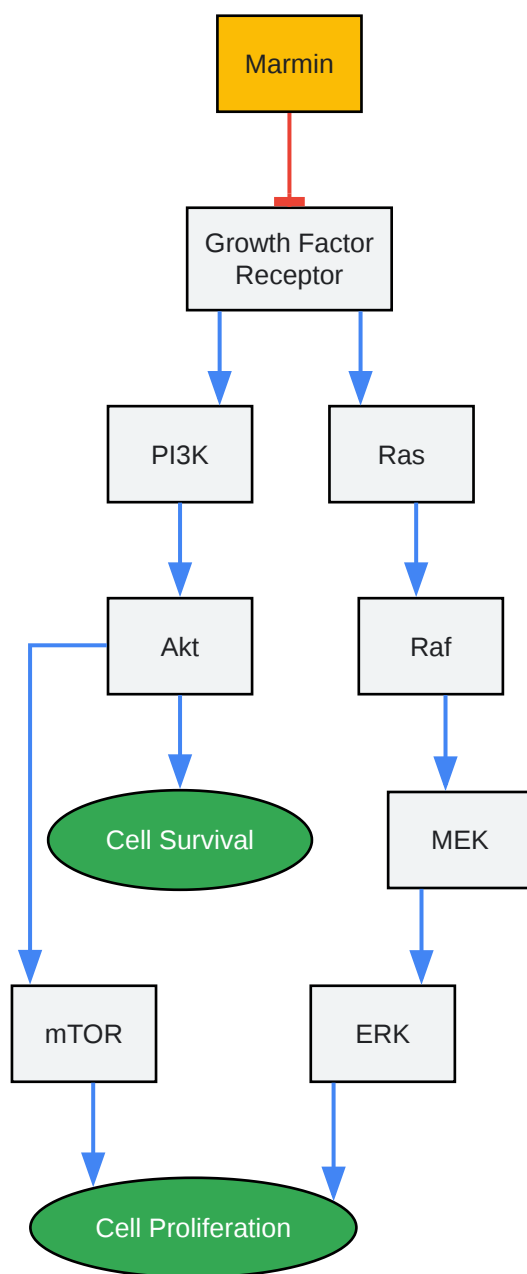 Marmin
Growth Factor
Receptor
PI3K
Ras
Akt
Raf
Cell Survival
MEK
mTOR
ERK
Cell Proliferation